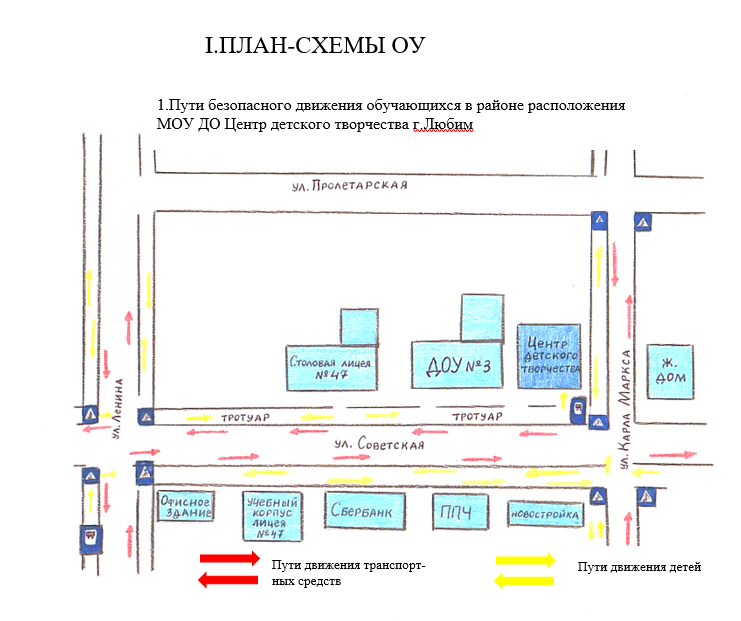 I.ПЛАН-СХЕМЫ ОУ
1.Пути безопасного движения обучающихся в районе расположения
МОУ ДО Центр детского творчества г.Любим
ул. Пролетарская
Столовая лицея
№47
ДОУ №3
Центр
детского
творчества
Ж.
дом
ул. Ленина
ул. Карла Маркса
тротуар
тротуар
ул. Советская
Офисное
здание
Учебный
корпус
лицея
№47
Сбербанк
ППЧ
новостройка
Пути движения транспорт-
ных средств
Пути движения детей